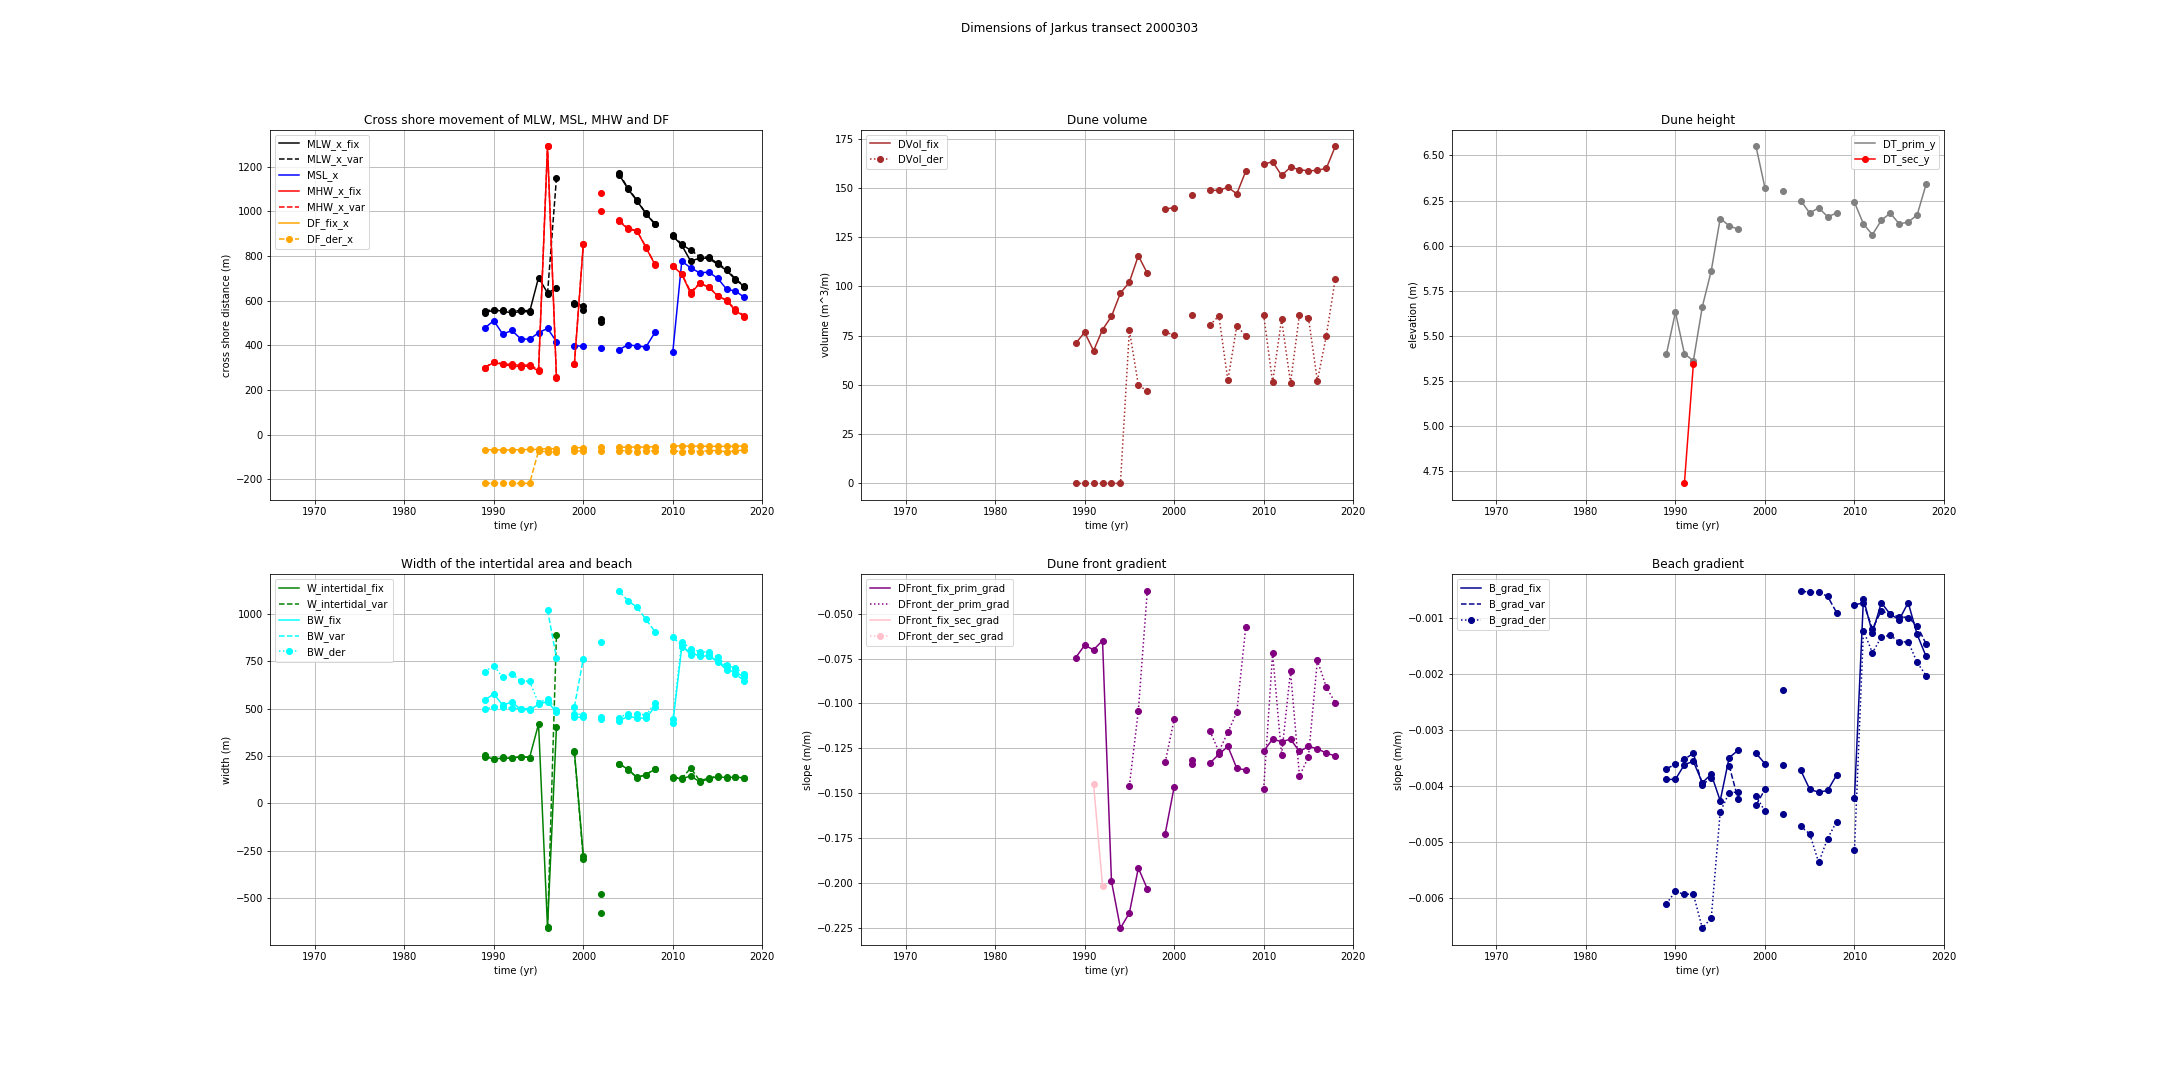 Dimensions of Jarkus transect 2000303
Cross shore movement of MLW, MSL, MHW and DF
MLW_x_fix
MLW_x_var
MSL_x
MHW_x_fix
MHW_x_var
DF_fix_x
DF_der_x
cross shore distance (m)
1200
1000
800
600
400
200
0
−200
1970 1980 1990 2000 2010 2020
time (yr)
Dune volume
DVol_fix
DVol_der
volume (m^3/m)
175
150
125
100
75
50
25
0
1970 1980 1990 2000 2010 2020
time (yr)
Dune height
DT_prim_y
DT_sec_y
elevation (m)
6.50
6.25
6.00
5.75
5.50
5.25
5.00
4.75
1970 1980 1990 2000 2010 2020
time (yr)
Width of the intertidal area and beach
W_intertidal_fix
W_intertidal_var
BW_fix
BW_var
BW_der
width (m)
1000
750
500
250
0
−250
−500
1970 1980 1990 2000 2010 2020
time (yr)
Dune front gradient
DFront_fix_prim_grad
DFront_der_prim_grad
DFront_fix_sec_grad
DFront_der_sec_grad
slope (m/m)
−0.050
−0.075
−0.100
−0.125
−0.150
−0.175
−0.200
−0.225
1970 1980 1990 2000 2010 2020
time (yr)
Beach gradient
B_grad_fix
B_grad_var
B_grad_der
slope (m/m)
−0.001
−0.002
−0.003
−0.004
−0.005
−0.006
1970 1980 1990 2000 2010 2020
time (yr)